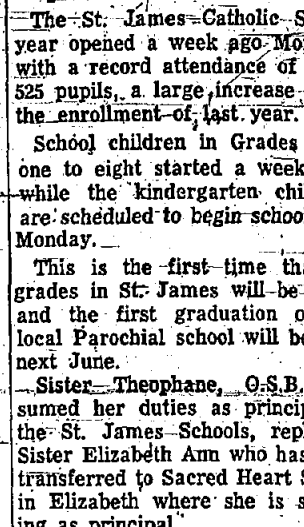 The St. James Catholic S
year opened a week ago Mo
with a record attendance of
525 pupils, a large increase
the enrollment of last year.
School children in Grades
one to eight started a week
while the kindergarten chi
are scheduled to begin schoo
Monday.
This is the first time tha
grades in St. James will be
and the first graduation o
local Parochial school will be
next June.
Sister Theophane, O.S.B.
sumed her duties as princi
the St. James Schools, repl
Sister Elizabeth Ann who has
transferred to Sacred Heart S
in Elizabeth where she is s
ing as principal.